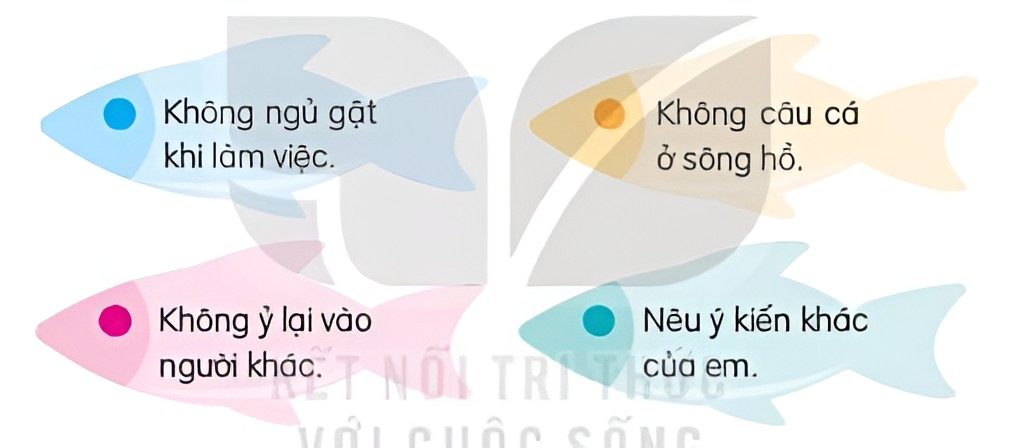 Không ngủ gật
khi làm việc.
Không câu cá
ở sông hồ.
Không ỷ lại vào
người khác.
Nêu ý kiến khác
của em.
KẾT NỐI TRI THỨC
VỚI CUỘC SỐNG